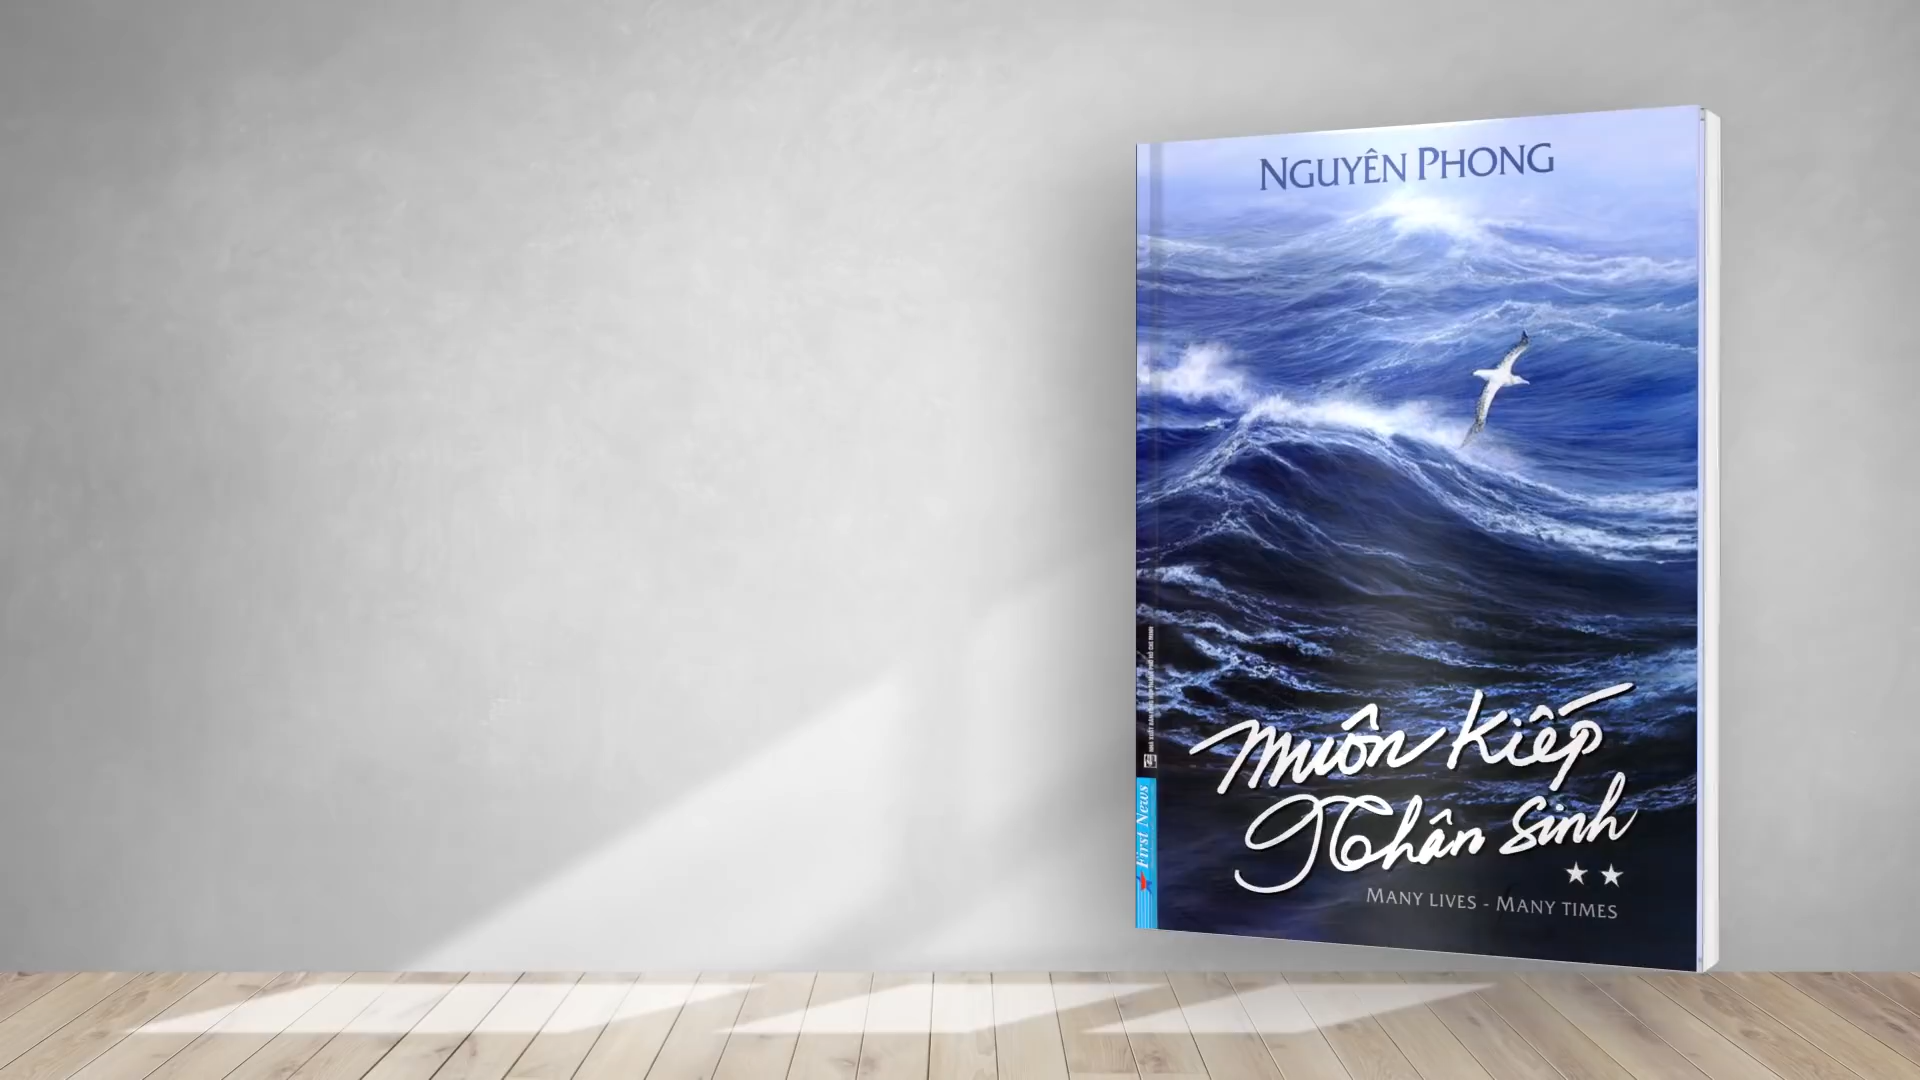 NGUYÊN PHONG
Muôn Kiếp
Nhân Sinh
★ ★
MANY LIVES - MANY TIMES
First News